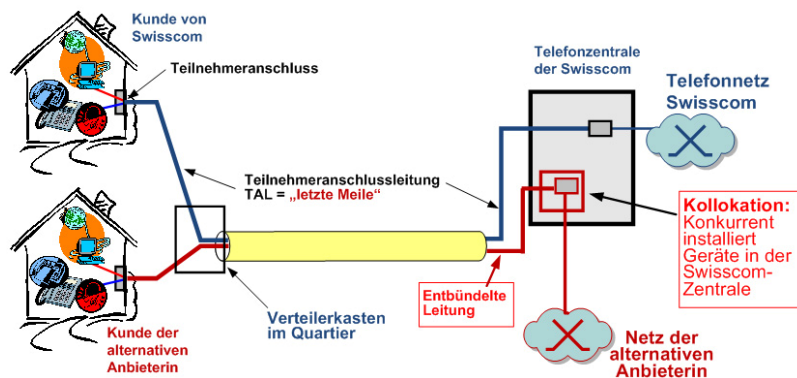 Kunde von
Swisscom
Teilnehmeranschluss
Telefonzentrale
der Swisscom
Telefonnetz
Swisscom
Teilnehmeranschlussleitung
TAL = „letzte Meile“
Kollokation:
Konkurrent
installiert
Geräte in der
Swisscom-
Zentrale
Entbündelte
Leitung
Verteilerkasten
im Quartier
Kunde der
alternativen
Anbieterin
Netz der
alternativen
Anbieterin